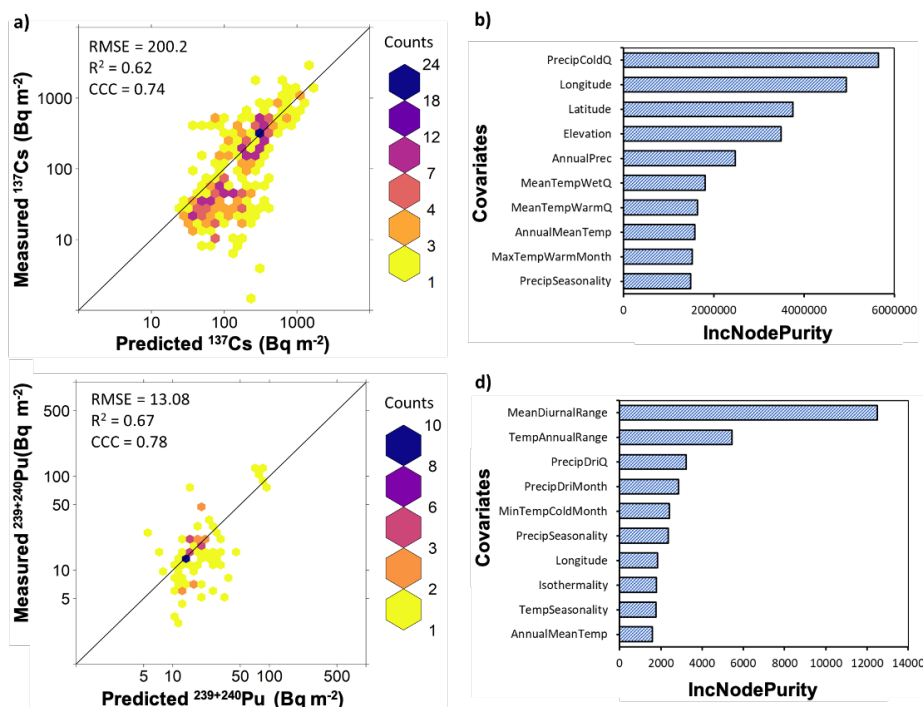 a)
RMSE = 200.2
R² = 0.62
CCC = 0.74
Measured ¹³⁷Cs (Bq m⁻²)
1000
100
10
10
100
1000
Predicted ¹³⁷Cs (Bq m⁻²)
Counts
24
18
12
7
4
3
1
b)
Covariates
PrecipColdQ
Longitude
Latitude
Elevation
AnnualPrec
MeanTempWetQ
MeanTempWarmQ
AnnualMeanTemp
MaxTempWarmMonth
PrecipSeasonality
0
2000000
4000000
6000000
IncNodePurity
RMSE = 13.08
R² = 0.67
CCC = 0.78
Measured ²³⁹⁺²⁴⁰Pu(Bq m⁻²)
500
100
50
10
5
5
10
50
100
500
Predicted ²³⁹⁺²⁴⁰Pu (Bq m⁻²)
Counts
10
8
6
3
2
1
d)
Covariates
MeanDiurnalRange
TempAnnualRange
PrecipDriQ
PrecipDriMonth
MinTempColdMonth
PrecipSeasonality
Longitude
Isothermality
TempSeasonality
AnnualMeanTemp
0
2000
4000
6000
8000
10000
12000
14000
IncNodePurity